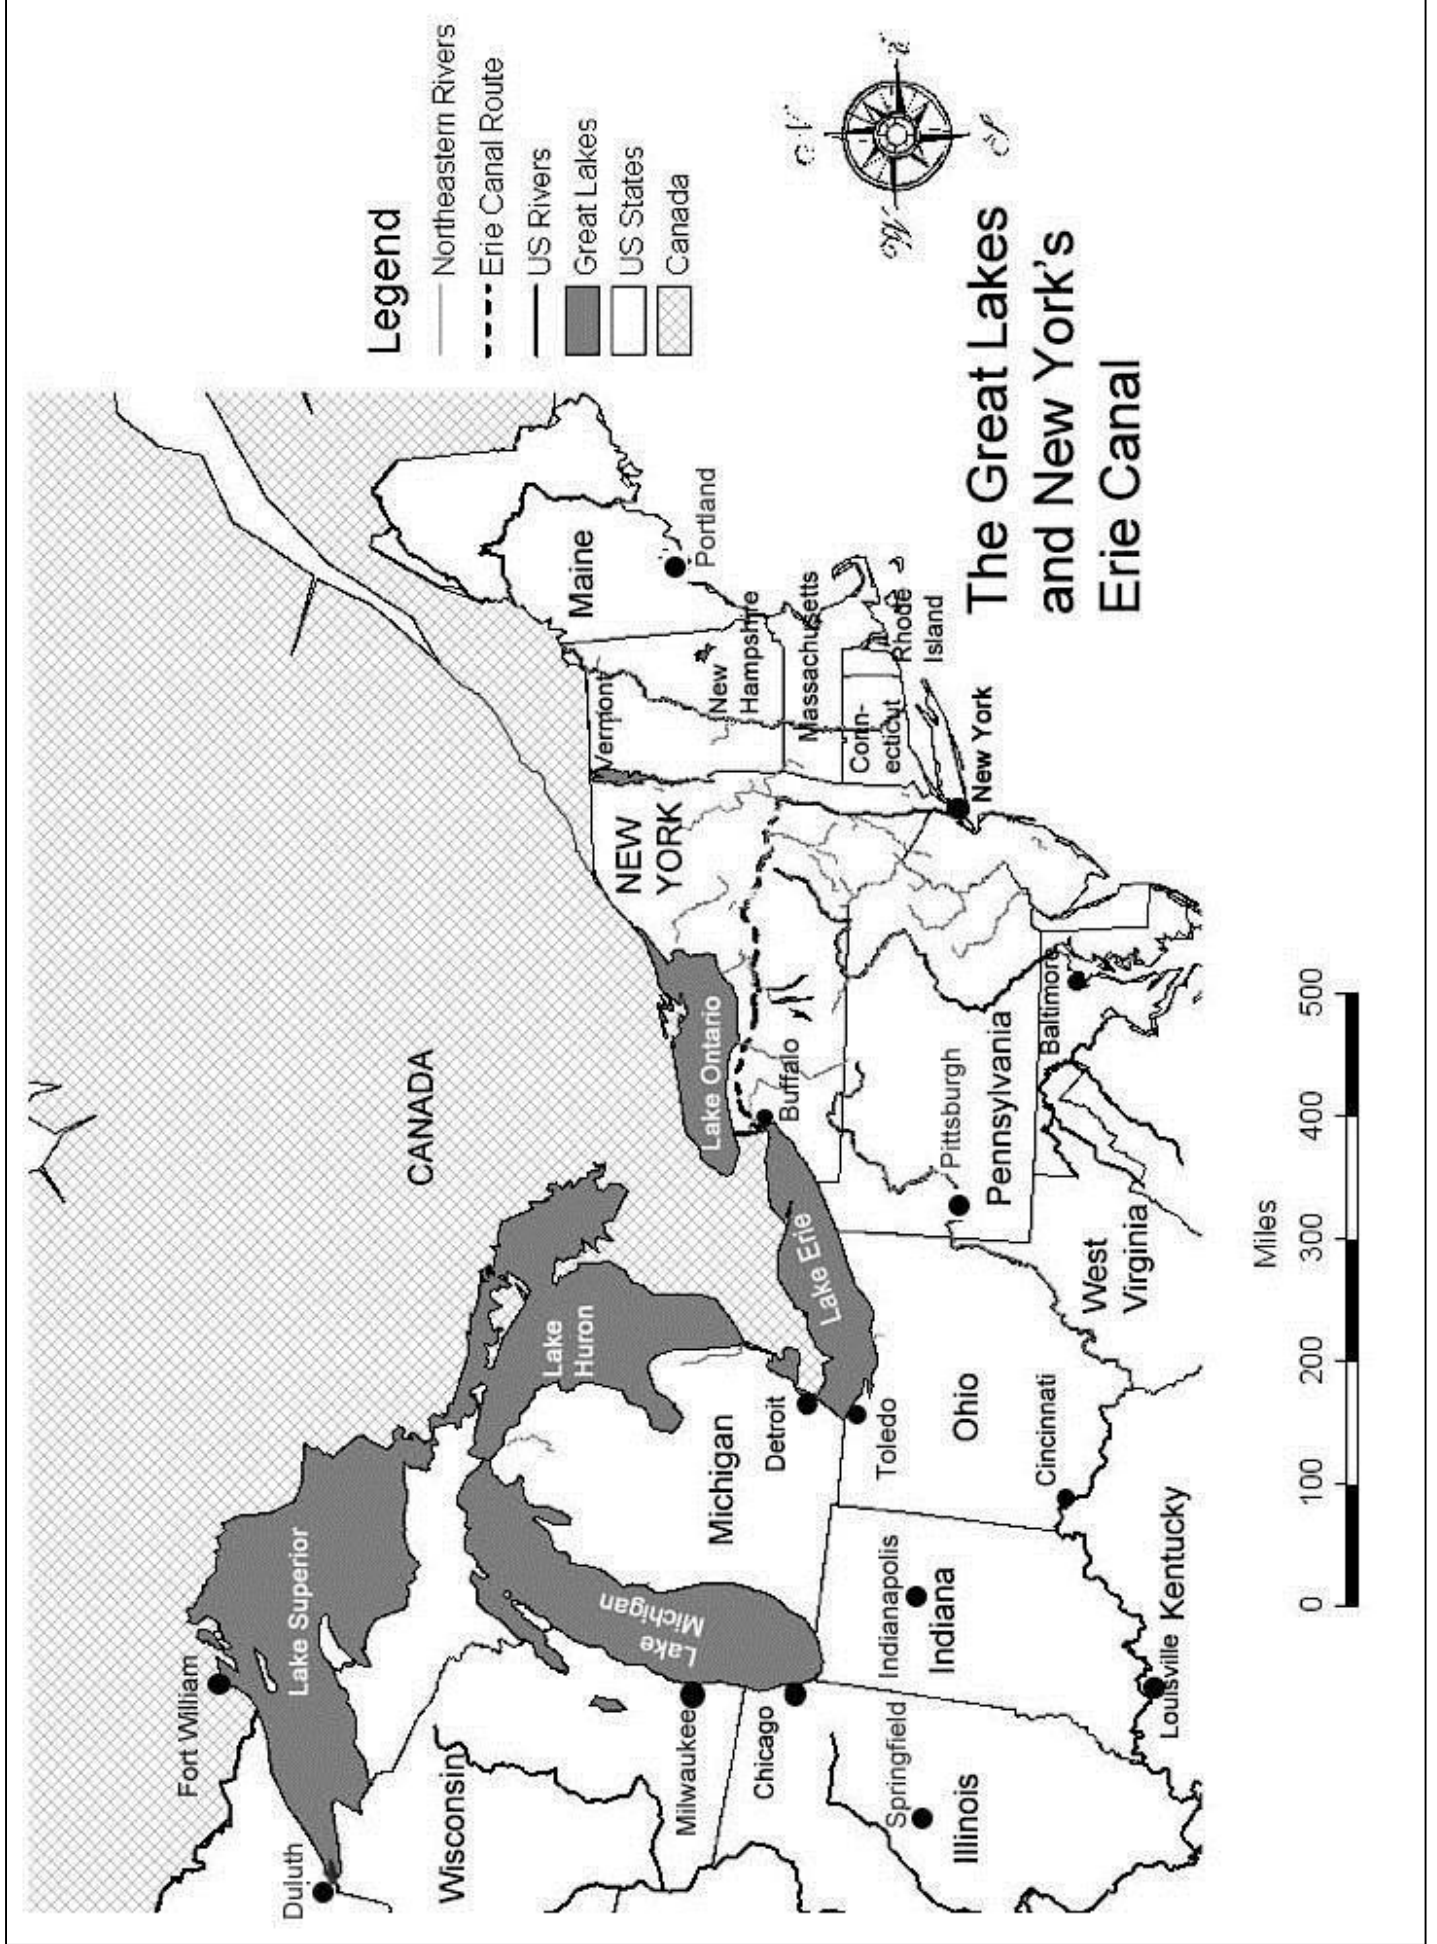 Legend
Northeastern Rivers
Erie Canal Route
US Rivers
Great Lakes
US States
Canada
N
E
S
W
The Great Lakes
and New York's
Erie Canal
CANADA
Fort William
Duluth
Lake Superior
Lake
Huron
Lake
Michigan
Lake Ontario
Lake Erie
Maine
Portland
Vermont
New
Hampshire
Massachusetts
Rhode
Island
Conn-
ecticut
NEW
YORK
New York
Buffalo
Pennsylvania
Pittsburgh
Baltimore
West
Virginia
Ohio
Cincinnati
Toledo
Detroit
Michigan
Wisconsin
Milwaukee
Chicago
Springfield
Illinois
Indianapolis
Indiana
Louisville
Kentucky
Miles
0 100 200 300 400 500